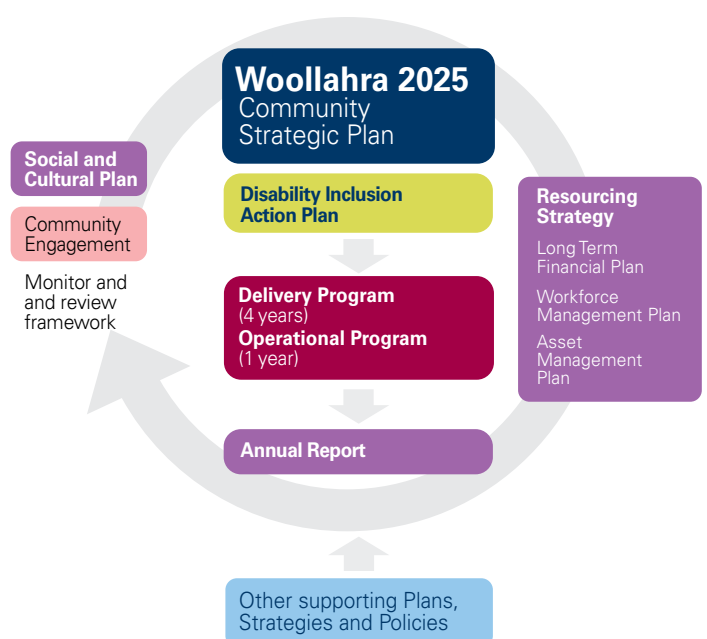 Woollahra 2025
Community
Strategic Plan
Social and
Cultural Plan
Community
Engagement
Monitor and
and review
framework
Disability Inclusion
Action Plan
Resourcing
Strategy
Long Term
Financial Plan
Workforce
Management Plan
Asset
Management
Plan
Delivery Program
(4 years)
Operational Program
(1 year)
Annual Report
Other supporting Plans,
Strategies and Policies